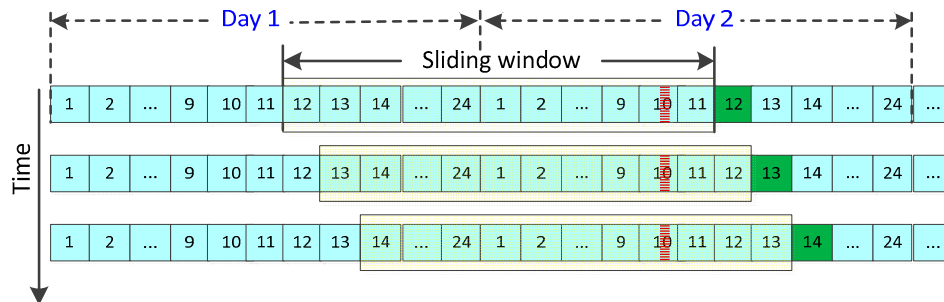 Day 1 Day 2
Sliding window
1 2 ... 9 10 11 12 13 14 ... 24 1 2 ... 9 10 11 12 13 14 ... 24 ...
1 2 ... 9 10 11 12 13 14 ... 24 1 2 ... 9 10 11 12 13 14 ... 24 ...
1 2 ... 9 10 11 12 13 14 ... 24 1 2 ... 9 10 11 12 13 14 ... 24 ...
Time